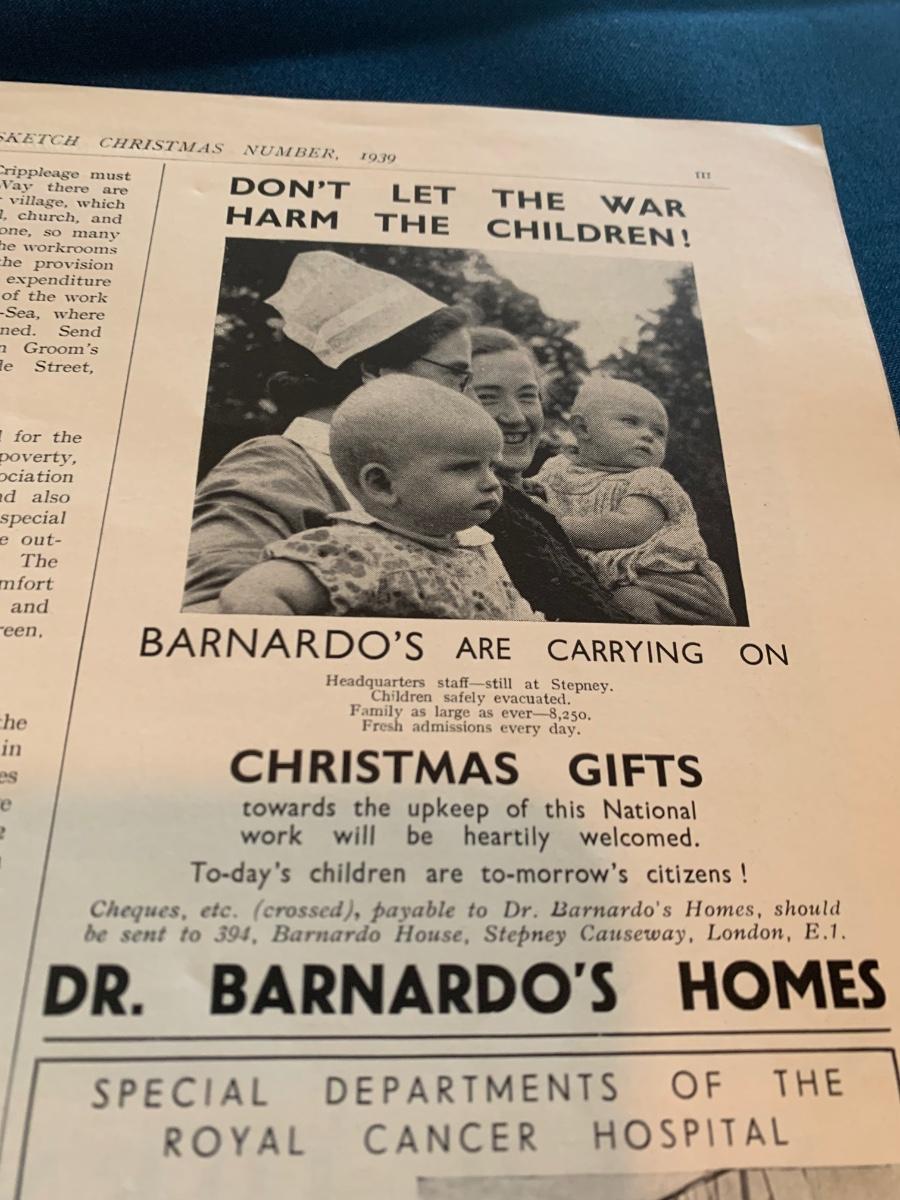 SKETCH CHRISTMAS NUMBER, 1939
III
Crippleage must
Way there are
village, which
church, and
one, so many
the workrooms
the provision
expenditure
of the work
-Sea, where
ned. Send
Groom's
Street,
for the
poverty,
ociation
nd also
special
e out-
The
mfort
and
reen,
the
in
es
DON'T LET THE WAR
HARM THE CHILDREN!
BARNARDO'S ARE CARRYING ON
Headquarters staff—still at Stepney.
Children safely evacuated.
Family as large as ever—8,250.
Fresh admissions every day.
CHRISTMAS GIFTS
towards the upkeep of this National
work will be heartily welcomed.
To-day's children are to-morrow's citizens!
Cheques, etc. (crossed), payable to Dr. Barnardo's Homes, should
be sent to 394, Barnardo House, Stepney Causeway, London, E.1.
DR. BARNARDO'S HOMES
SPECIAL DEPARTMENTS OF THE
ROYAL CANCER HOSPITAL